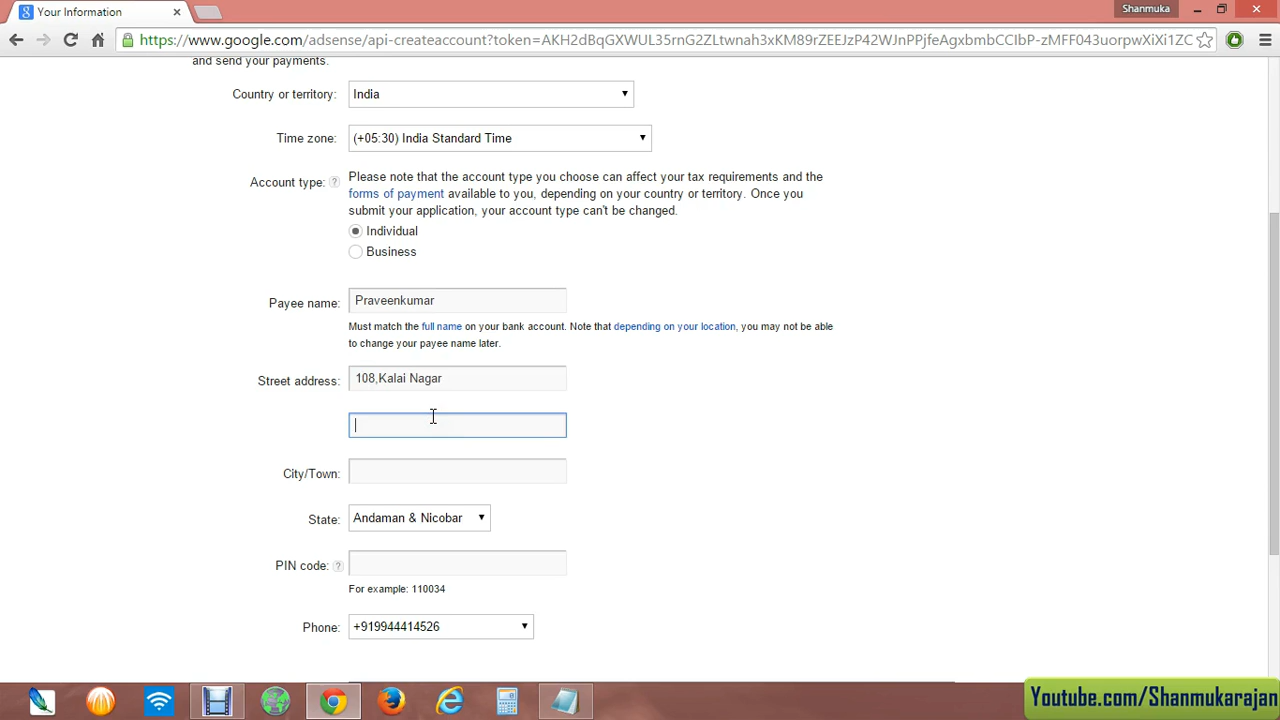 Your Information
Shanmuka
https://www.google.com/adsense/api-createaccount?token=AKH2dBqGXWUL35rnG2ZLtwnah3xKM89rZEEJzP42WJnPPjfeAgxbmbCCIbP-zMFF043uorpwXiXi1ZC
and send your payments.
Country or territory: India
Time zone: (+05:30) India Standard Time
Account type: ? Please note that the account type you choose can affect your tax requirements and the
forms of payment available to you, depending on your country or territory. Once you
submit your application, your account type can't be changed.
Individual
Business
Payee name: Praveenkumar
Must match the full name on your bank account. Note that depending on your location, you may not be able
to change your payee name later.
Street address: 108,Kalai Nagar
City/Town:
State: Andaman & Nicobar
PIN code: ?
For example: 110034
Phone: +919944414526
Youtube.com/Shanmukarajan